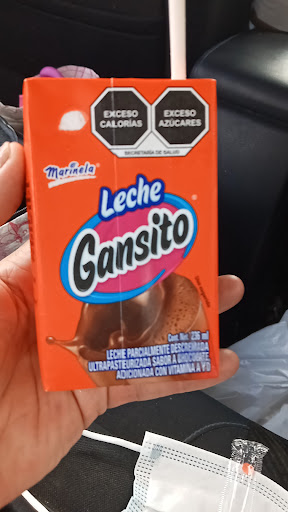 EXCESO CALORÍAS
EXCESO AZÚCARES
SECRETARÍA DE SALUD
Marinela
Leche
Gansito
Cont. Net. 236 ml
LECHE PARCIALMENTE DESCREMADA
ULTRAPASTEURIZADA SABOR A CHOCOLATE
ADICIONADA CON VITAMINA A Y D